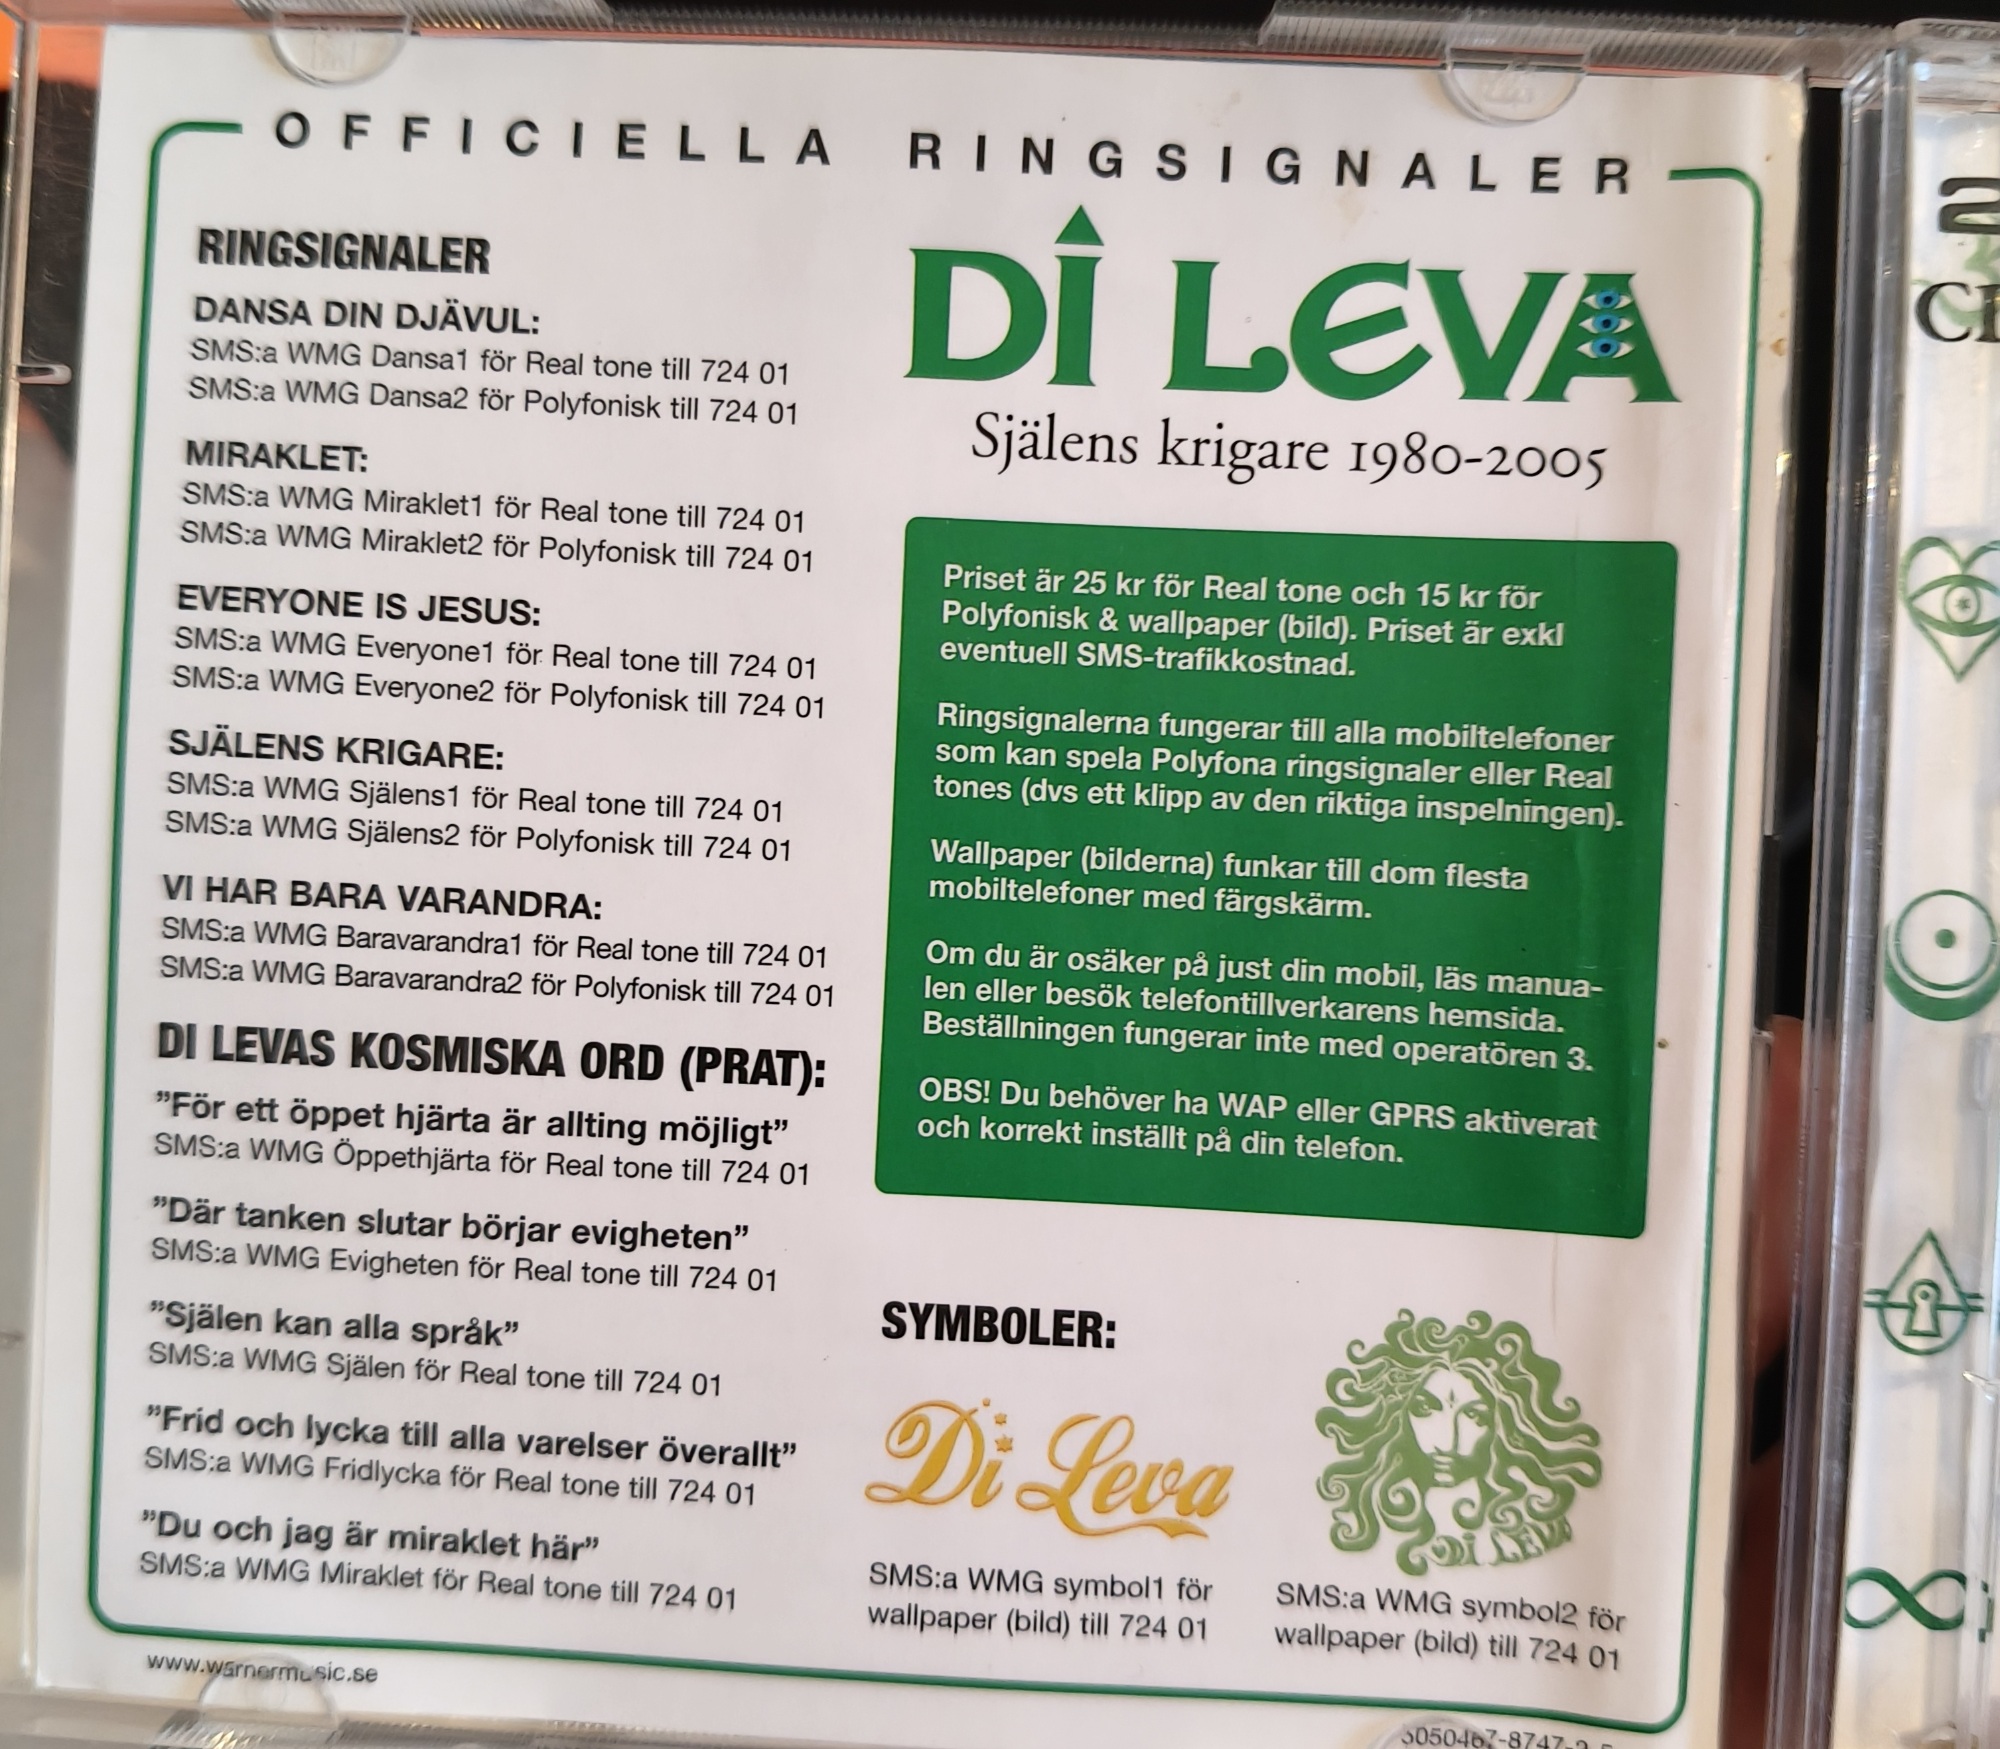 OFFICIELLA RINGSIGNALER
RINGSIGNALER
DANSA DIN DJÄVUL:
SMS:a WMG Dansa1 för Real tone till 724 01
SMS:a WMG Dansa2 för Polyfonisk till 724 01
MIRAKLET:
SMS:a WMG Miraklet1 för Real tone till 724 01
SMS:a WMG Miraklet2 för Polyfonisk till 724 01
EVERYONE IS JESUS:
SMS:a WMG Everyone1 för Real tone till 724 01
SMS:a WMG Everyone2 för Polyfonisk till 724 01
SJÄLENS KRIGARE:
SMS:a WMG Själens1 för Real tone till 724 01
SMS:a WMG Själens2 för Polyfonisk till 724 01
VI HAR BARA VARANDRA:
SMS:a WMG Baravarandra1 för Real tone till 724 01
SMS:a WMG Baravarandra2 för Polyfonisk till 724 01
DI LEVAS KOSMISKA ORD (PRAT):
"För ett öppet hjärta är allting möjligt"
SMS:a WMG Öppethjärta för Real tone till 724 01
"Där tanken slutar börjar evigheten"
SMS:a WMG Evigheten för Real tone till 724 01
"Själen kan alla språk"
SMS:a WMG Själen för Real tone till 724 01
"Frid och lycka till alla varelser överallt"
SMS:a WMG Fridlycka för Real tone till 724 01
"Du och jag är miraklet här"
SMS:a WMG Miraklet för Real tone till 724 01
www.warnermusic.se
DI LEVA
Själens krigare 1980-2005
Priset är 25 kr för Real tone och 15 kr för
Polyfonisk & wallpaper (bild). Priset är exkl
eventuell SMS-trafikkostnad.
Ringsignalerna fungerar till alla mobiltelefoner
som kan spela Polyfona ringsignaler eller Real
tones (dvs ett klipp av den riktiga inspelningen).
Wallpaper (bilderna) funkar till dom flesta
mobiltelefoner med färgskärm.
Om du är osäker på just din mobil, läs manua-
len eller besök telefontillverkarens hemsida.
Beställningen fungerar inte med operatören 3.
OBS! Du behöver ha WAP eller GPRS aktiverat
och korrekt inställt på din telefon.
SYMBOLER:
Di Leva
SMS:a WMG symbol1 för
wallpaper (bild) till 724 01
DI LEVA
SMS:a WMG symbol2 för
wallpaper (bild) till 724 01
2